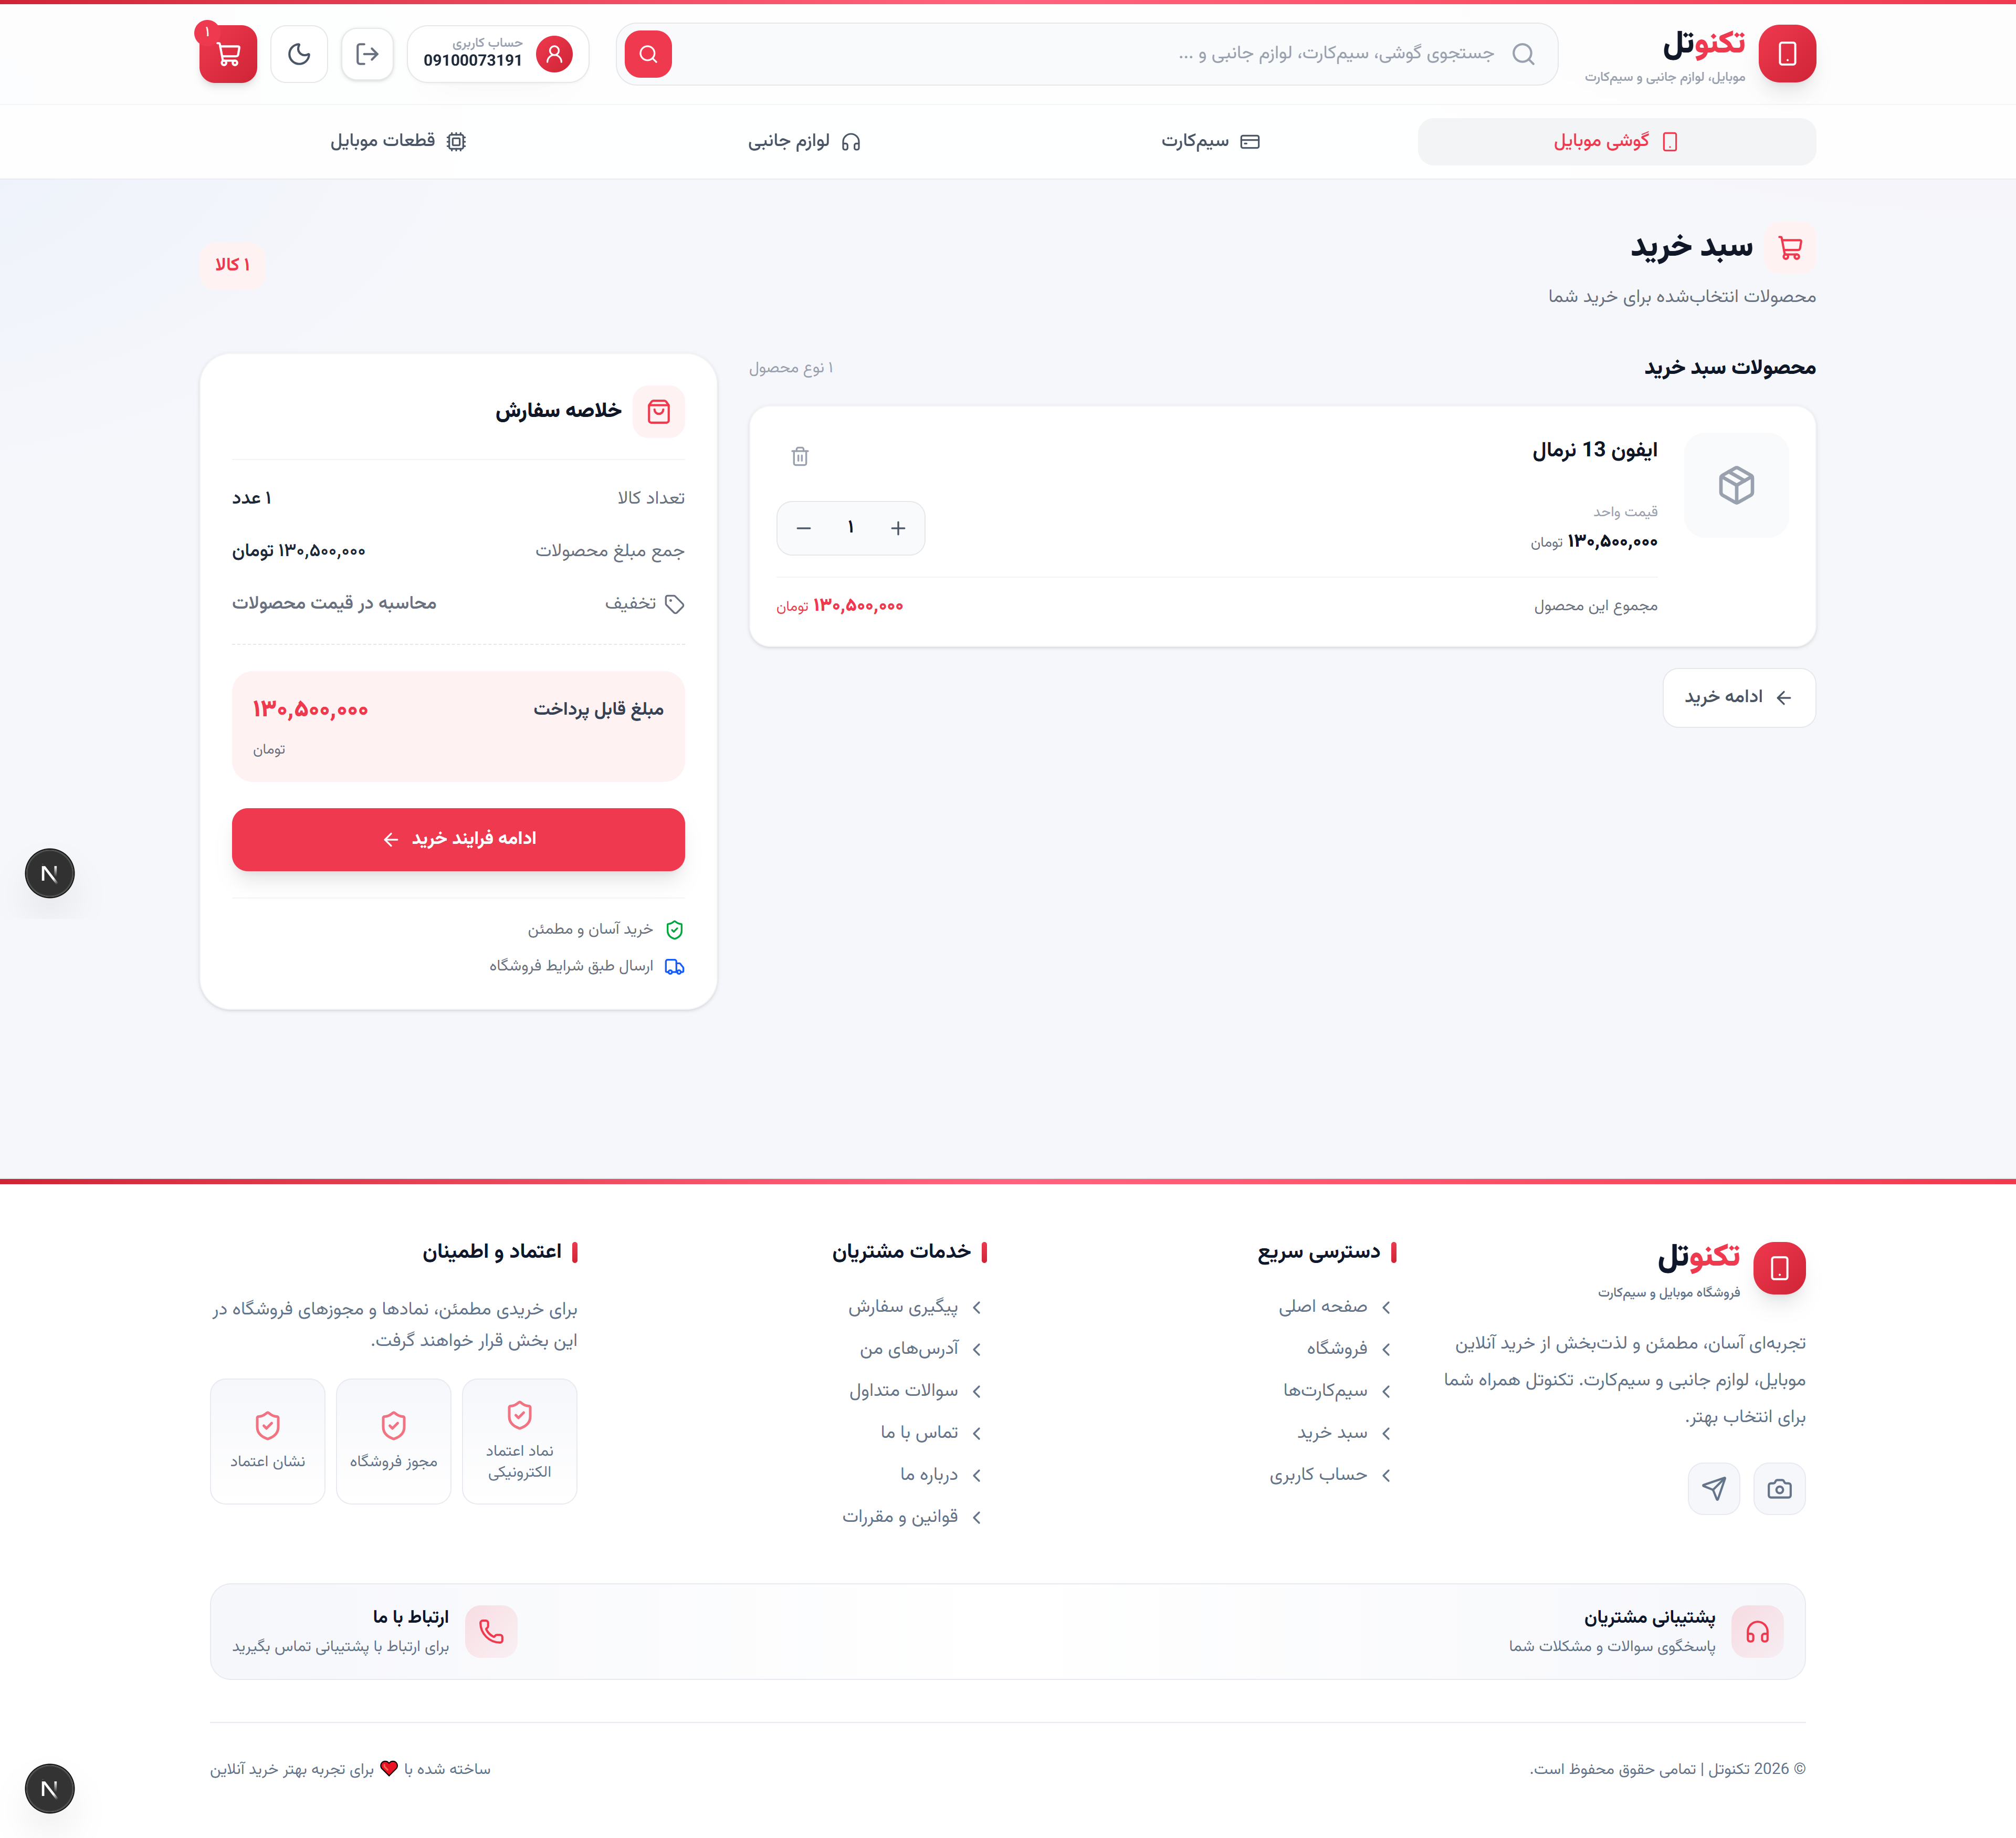 تکنوتل
موبایل، لوازم جانبی و سیم‌کارت
جستجوی گوشی، سیم‌کارت، لوازم جانبی و ...
حساب کاربری
09100073191
۱
گوشی موبایل
سیم‌کارت
لوازم جانبی
قطعات موبایل
سبد خرید
محصولات انتخاب‌شده برای خرید شما
۱ کالا
محصولات سبد خرید
۱ نوع محصول
ایفون 13 نرمال
قیمت واحد
۱۳۰,۵۰۰,۰۰۰ تومان
۱
مجموع این محصول
۱۳۰,۵۰۰,۰۰۰ تومان
ادامه خرید
خلاصه سفارش
تعداد کالا
۱ عدد
جمع مبلغ محصولات
۱۳۰,۵۰۰,۰۰۰ تومان
تخفیف
محاسبه در قیمت محصولات
مبلغ قابل پرداخت
۱۳۰,۵۰۰,۰۰۰
تومان
ادامه فرایند خرید
خرید آسان و مطمئن
ارسال طبق شرایط فروشگاه
N
تکنوتل
فروشگاه موبایل و سیم‌کارت
تجربه‌ای آسان، مطمئن و لذت‌بخش از خرید آنلاین
موبایل، لوازم جانبی و سیم‌کارت. تکنوتل همراه شما
برای انتخاب بهتر.
دسترسی سریع
صفحه اصلی
فروشگاه
سیم‌کارت‌ها
سبد خرید
حساب کاربری
خدمات مشتریان
پیگیری سفارش
آدرس‌های من
سوالات متداول
تماس با ما
درباره ما
قوانین و مقررات
اعتماد و اطمینان
برای خریدی مطمئن، نمادها و مجوزهای فروشگاه در
این بخش قرار خواهند گرفت.
نماد اعتماد
الکترونیکی
مجوز فروشگاه
نشان اعتماد
پشتیبانی مشتریان
پاسخگوی سوالات و مشکلات شما
ارتباط با ما
برای ارتباط با پشتیبانی تماس بگیرید
© 2026 تکنوتل | تمامی حقوق محفوظ است.
ساخته شده با ❤️ برای تجربه بهتر خرید آنلاین
N